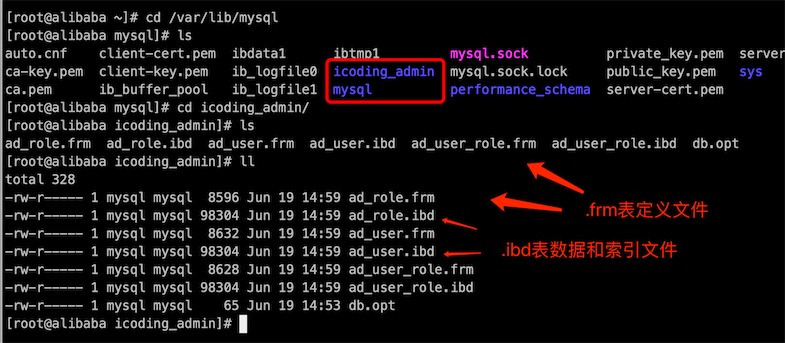 [root@alibaba ~]# cd /var/lib/mysql
[root@alibaba mysql]# ls
auto.cnf client-cert.pem ibdata1 ibtmp1 mysql.sock private_key.pem server
ca-key.pem client-key.pem ib_logfile0 icoding_admin mysql.sock.lock public_key.pem sys
ca.pem ib_buffer_pool ib_logfile1 mysql performance_schema server-cert.pem
[root@alibaba mysql]# cd icoding_admin/
[root@alibaba icoding_admin]# ls
ad_role.frm ad_role.ibd ad_user.frm ad_user.ibd ad_user_role.frm ad_user_role.ibd db.opt
[root@alibaba icoding_admin]# ll
total 328
-rw-r----- 1 mysql mysql 8596 Jun 19 14:59 ad_role.frm
-rw-r----- 1 mysql mysql 98304 Jun 19 14:59 ad_role.ibd
.frm表定义文件
-rw-r----- 1 mysql mysql 8632 Jun 19 14:59 ad_user.frm
-rw-r----- 1 mysql mysql 98304 Jun 19 14:59 ad_user.ibd
.ibd表数据和索引文件
-rw-r----- 1 mysql mysql 8628 Jun 19 14:59 ad_user_role.frm
-rw-r----- 1 mysql mysql 98304 Jun 19 14:59 ad_user_role.ibd
-rw-r----- 1 mysql mysql 65 Jun 19 14:53 db.opt
[root@alibaba icoding_admin]#